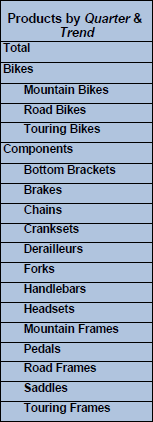 Products by Quarter &
Trend
Total
Bikes
Mountain Bikes
Road Bikes
Touring Bikes
Components
Bottom Brackets
Brakes
Chains
Cranksets
Derailleurs
Forks
Handlebars
Headsets
Mountain Frames
Pedals
Road Frames
Saddles
Touring Frames